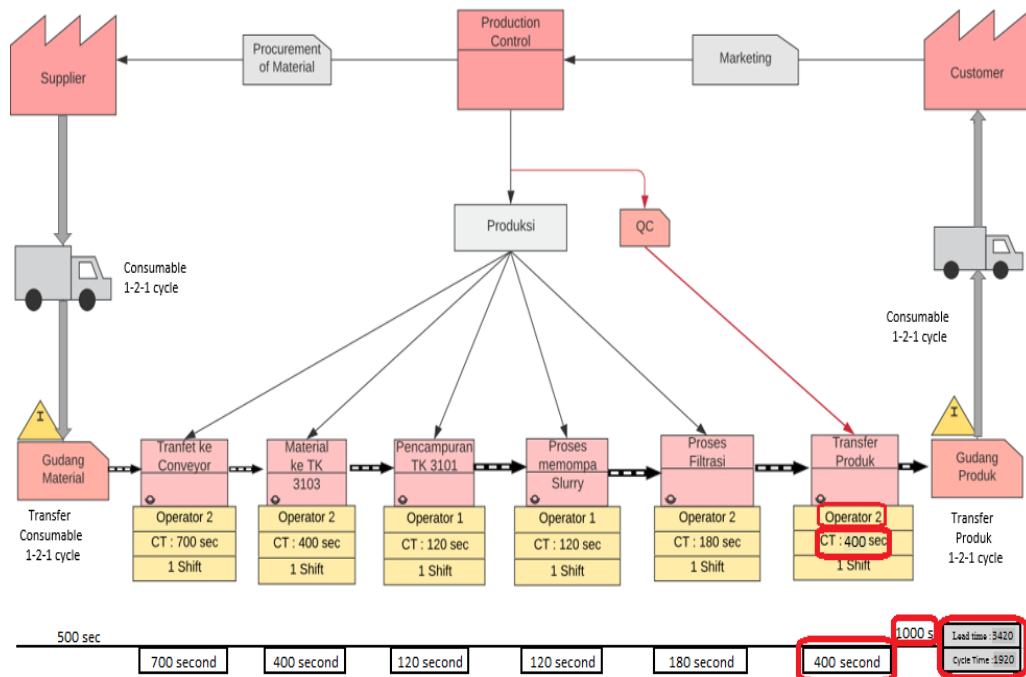 Production
Control
Procurement
of Material
Marketing
Supplier
Customer
Produksi
QC
Consumable
1-2-1 cycle
Consumable
1-2-1 cycle
I
I
Gudang
Material
Tranfet ke
Conveyor
Material
ke TK
3103
Pencampuran
TK 3101
Proses
memompa
Slurry
Proses
Filtrasi
Transfer
Produk
Gudang
Produk
Transfer
Consumable
1-2-1 cycle
Operator 2
CT : 700 sec
1 Shift
Operator 2
CT : 400 sec
1 Shift
Operator 1
CT : 120 sec
1 Shift
Operator 1
CT : 120 sec
1 Shift
Operator 2
CT : 180 sec
1 Shift
Operator 2
CT : 400 sec
1 Shift
Transfer
Produk
1-2-1 cycle
500 sec
1000 s
Lead time : 3420
Cycle Time : 1920
700 second
400 second
120 second
120 second
180 second
400 second